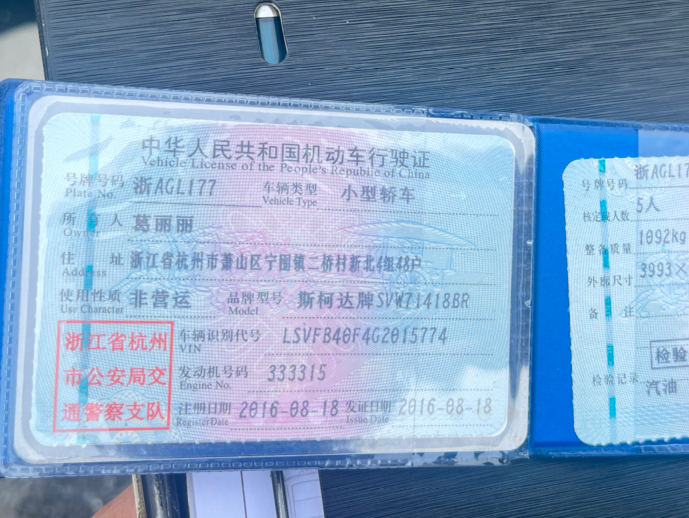 中华人民共和国机动车行驶证
Vehicle License of the People's Republic of China
号牌号码 浙AGL177 车辆类型 小型轿车
Plate No. Vehicle Type
所有人 葛丽丽
Owner
住址 浙江省杭州市萧山区宁围镇二桥村新北4组48户
Address
使用性质 非营运 品牌型号 斯柯达牌SVW71418BR
Use Character Model
浙江省杭州
市公安局交
通警察支队
车辆识别代号 LSVFB40F4G2015774
VIN
发动机号码 333315
Engine No.
注册日期 2016-08-18 发证日期 2016-08-18
Register Date Issue Date
号牌号码 浙AGL17
核定载人数 5人
整备质量 1092kg
外廓尺寸 3993×
备注
检验
检验记录 汽油